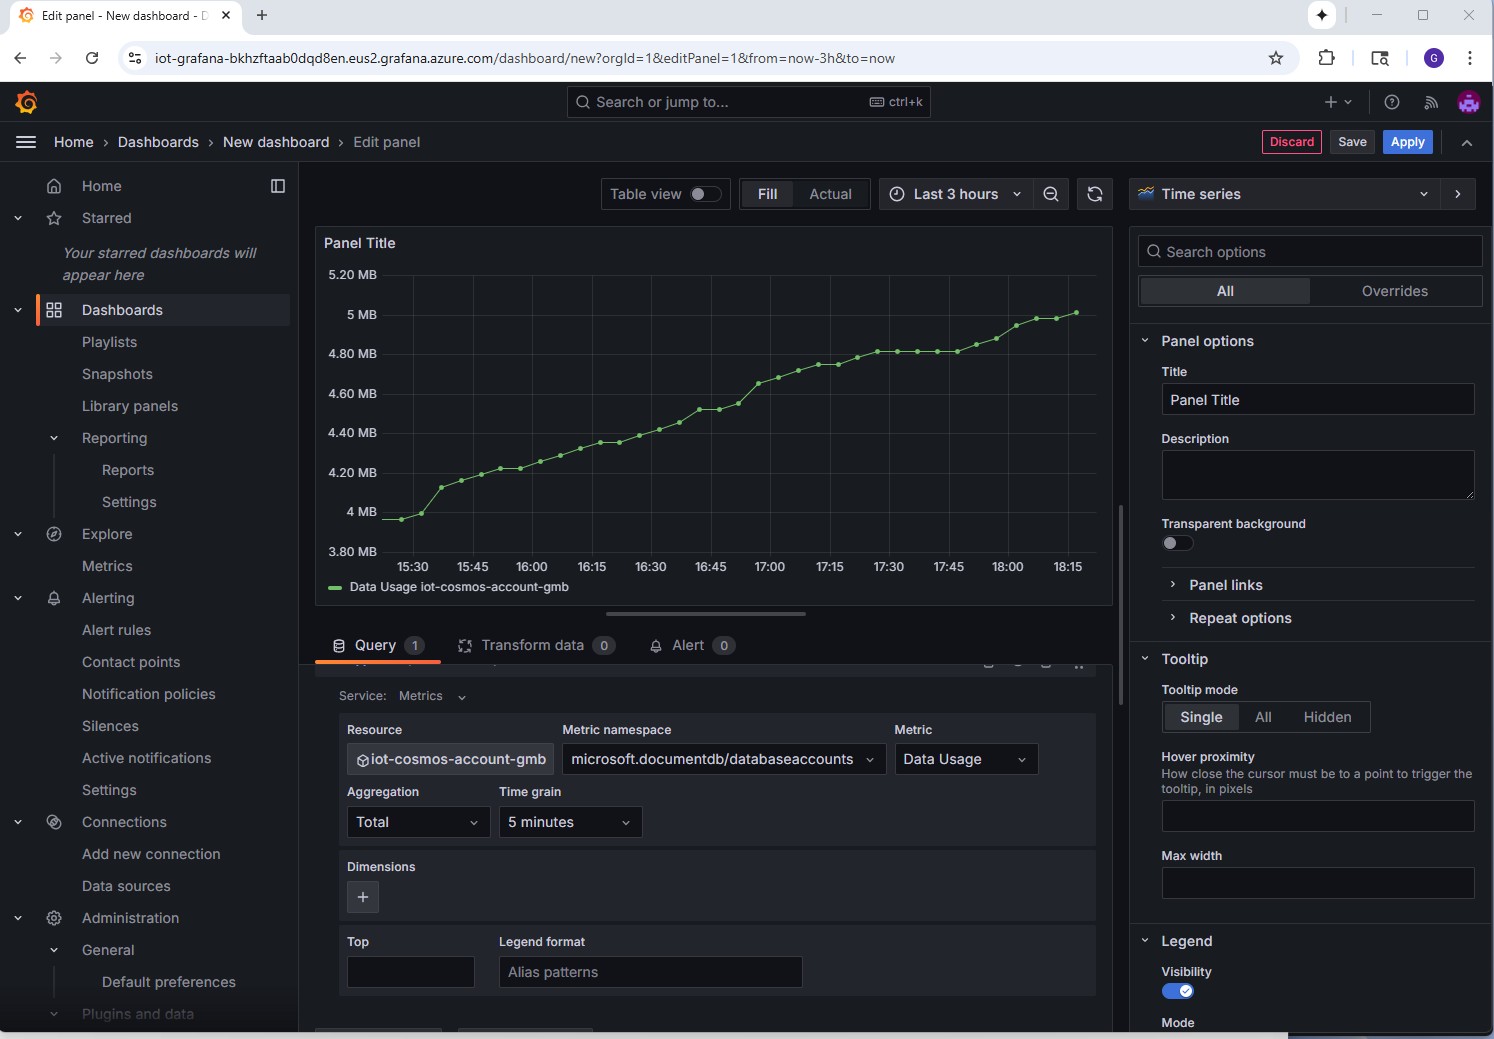 Edit panel - New dashboard - D
iot-grafana-bkhzftaab0dqd8en.eus2.grafana.azure.com/dashboard/new?orgId=1&editPanel=1&from=now-3h&to=now
G
Search or jump to...
ctrl+k
Home › Dashboards › New dashboard › Edit panel
Discard
Save
Apply
Home
Starred
Your starred dashboards will
appear here
Dashboards
Playlists
Snapshots
Library panels
Reporting
Reports
Settings
Explore
Metrics
Alerting
Alert rules
Contact points
Notification policies
Silences
Active notifications
Settings
Connections
Add new connection
Data sources
Administration
General
Default preferences
Plugins and data
Table view
Fill
Actual
Last 3 hours
Panel Title
5.20 MB
5 MB
4.80 MB
4.60 MB
4.40 MB
4.20 MB
4 MB
3.80 MB
15:30 15:45 16:00 16:15 16:30 16:45 17:00 17:15 17:30 17:45 18:00 18:15
Data Usage iot-cosmos-account-gmb
Query 1
Transform data 0
Alert 0
Service: Metrics
Resource
iot-cosmos-account-gmb
Metric namespace
microsoft.documentdb/databaseaccounts
Metric
Data Usage
Aggregation
Total
Time grain
5 minutes
Dimensions
Top
Legend format
Alias patterns
Time series
Search options
All
Overrides
Panel options
Title
Panel Title
Description
Transparent background
Panel links
Repeat options
Tooltip
Tooltip mode
Single
All
Hidden
Hover proximity
How close the cursor must be to a point to trigger the
tooltip, in pixels
Max width
Legend
Visibility
Mode